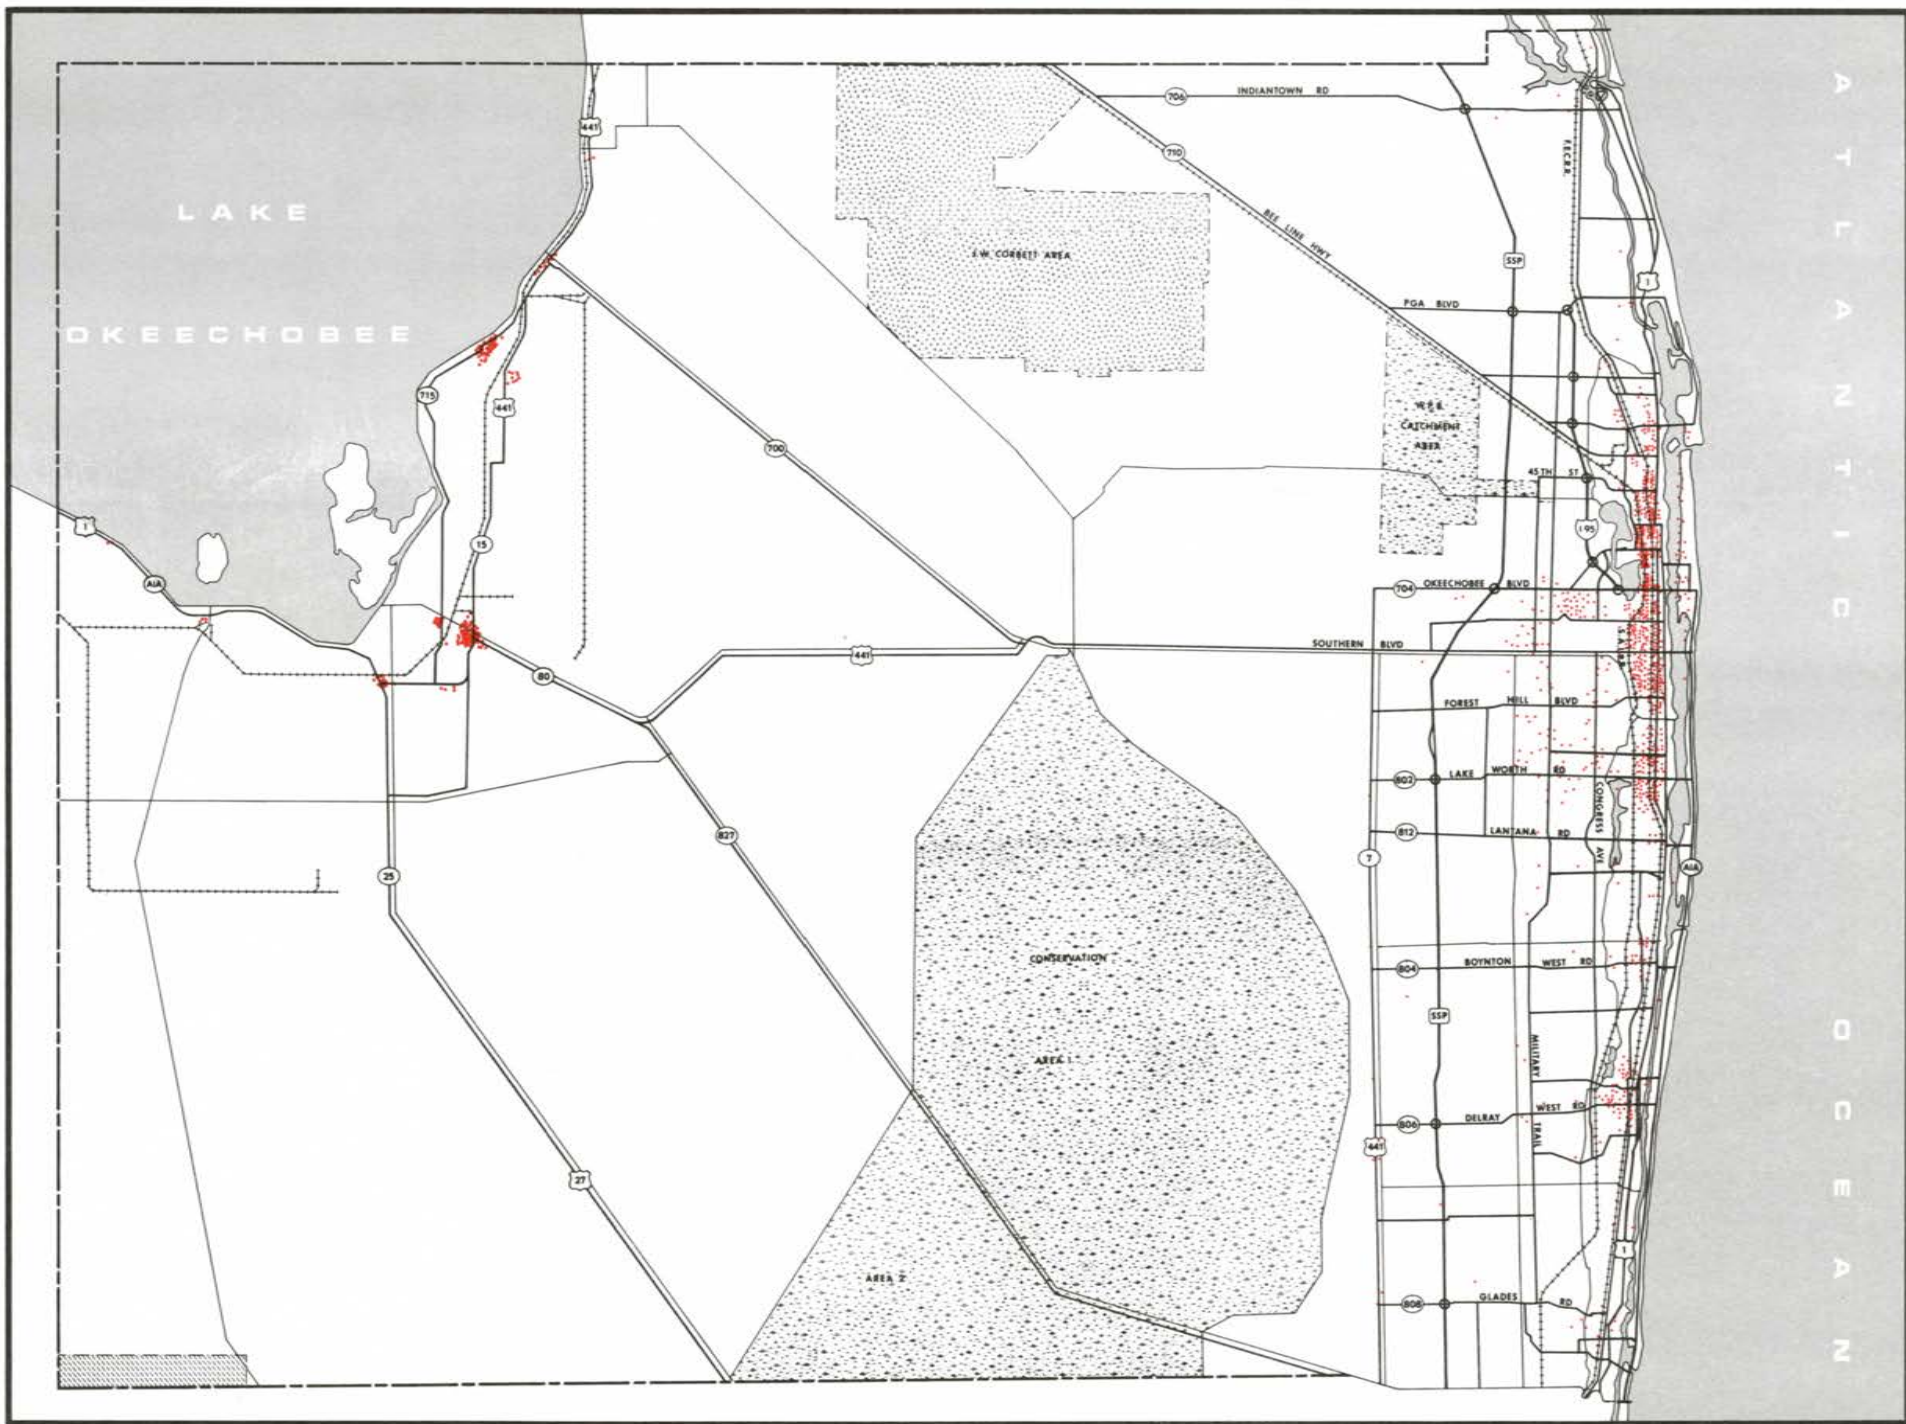 441
706
INDIANTOWN RD
710
F.E.C.R.R.
LAKE
BEE LINE HWY
J.W. CORBETT AREA
SSP
1
PGA BLVD
OKEECHOBEE
715
441
W.P.B.
CATCHMENT
AREA
700
45TH ST
1
15
I 95
A1A
704
OKEECHOBEE BLVD
SOUTHERN BLVD
441
80
FOREST HILL BLVD
802
LAKE WORTH RD
CONGRESS AVE
827
812
LANTANA RD
7
A1A
25
CONSERVATION
804
BOYNTON WEST RD
SSP
AREA 1
MILITARY TRAIL
806
DELRAY WEST RD
441
27
1
AREA 2
808
GLADES RD
ATLANTIC OCEAN